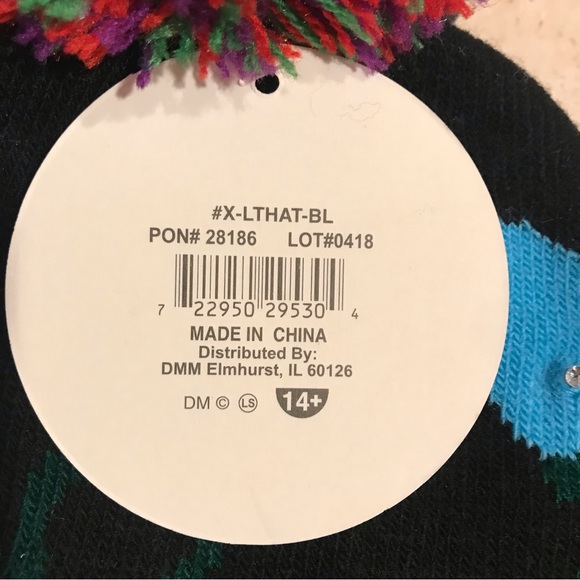 #X-LTHAT-BL
PON# 28186 LOT#0418
7 22950 29530 4
MADE IN CHINA
Distributed By:
DMM Elmhurst, IL 60126
DM © LS 14+